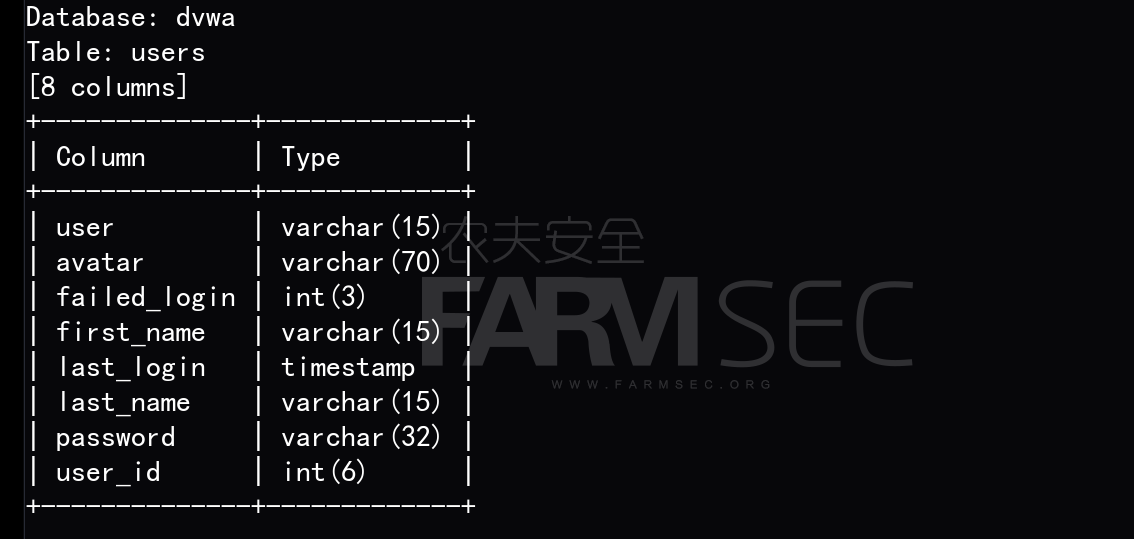 Database: dvwa
Table: users
[8 columns]
+--------------+-------------+
| Column       | Type        |
+--------------+-------------+
| user         | varchar(15) |
| avatar       | varchar(70) |
| failed_login | int(3)      |
| first_name   | varchar(15) |
| last_login   | timestamp   |
| last_name    | varchar(15) |
| password     | varchar(32) |
| user_id      | int(6)      |
+--------------+-------------+
农夫安全
FARMSEC
WWW.FARMSEC.ORG